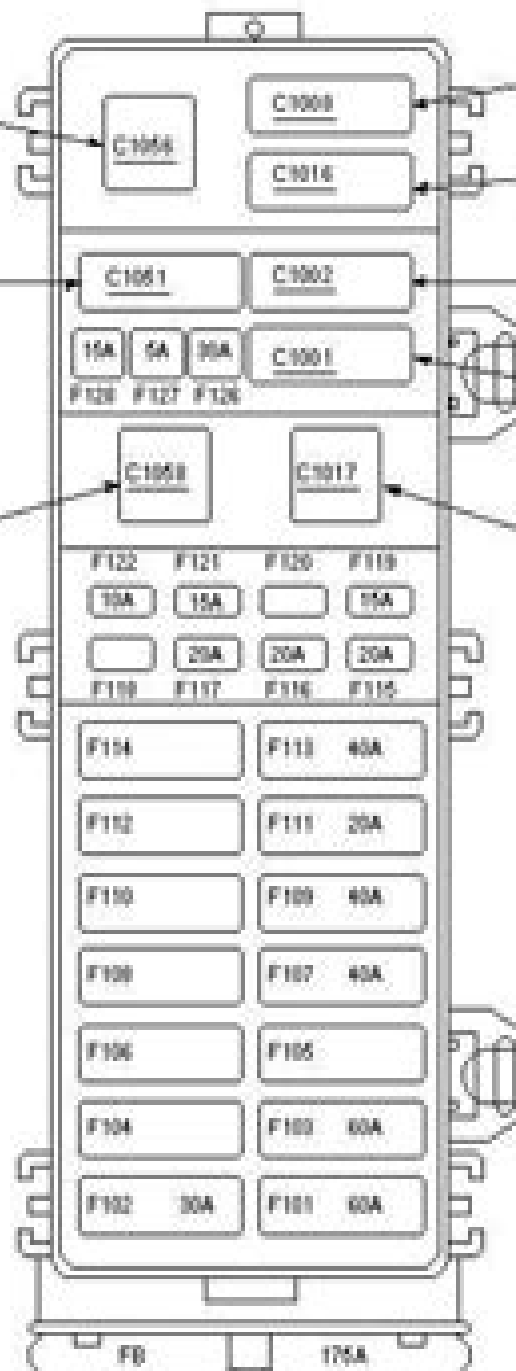 C1000
C1056
C1016
C1051 C1002
15A 5A 30A C1001
F128 F127 F126
C1058 C1017
F122 F121 F120 F119
10A 15A 15A
20A 20A 20A
F118 F117 F116 F115
F114 F113 40A
F112 F111 20A
F110 F109 40A
F108 F107 40A
F106 F105
F104 F103 60A
F102 30A F101 60A
F8 175A